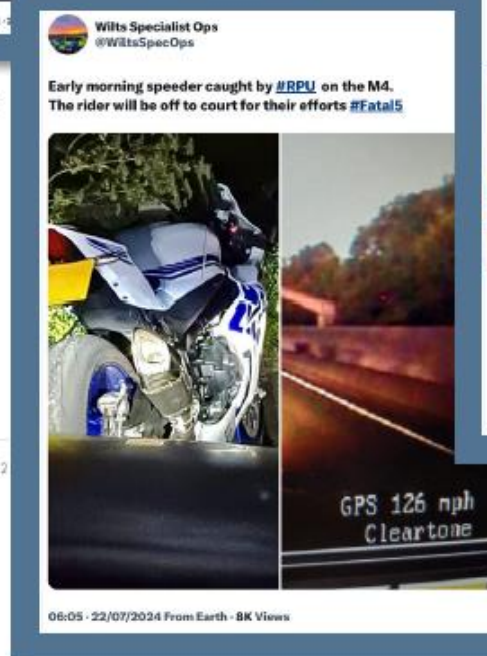 Wilts Specialist Ops
@WiltsSpecOps
Early morning speeder caught by #RPU on the M4.
The rider will be off to court for their efforts #Fatal5
GPS 126 mph
Cleartone
06:05 · 22/07/2024 From Earth · 8K Views